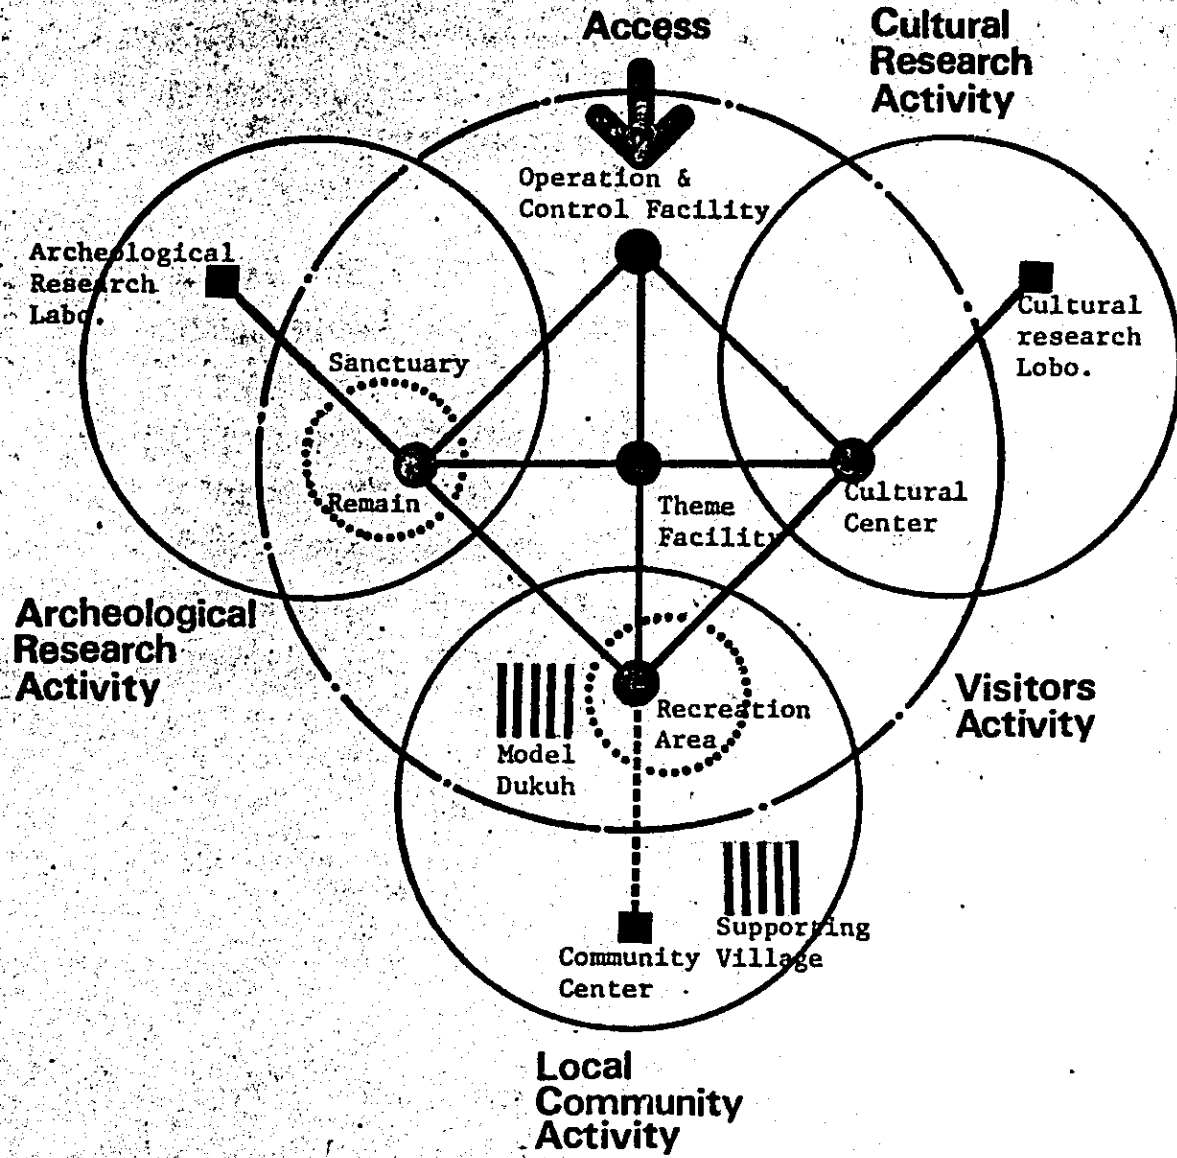 Access
Cultural
Research
Activity
Operation &
Control Facility
Archeological
Research
Labo.
Cultural
research
Lobo.
Sanctuary
Remain
Theme
Facility
Cultural
Center
Archeological
Research
Activity
Visitors
Activity
Recreation
Area
Model
Dukuh
Supporting
Village
Community
Center
Local
Community
Activity